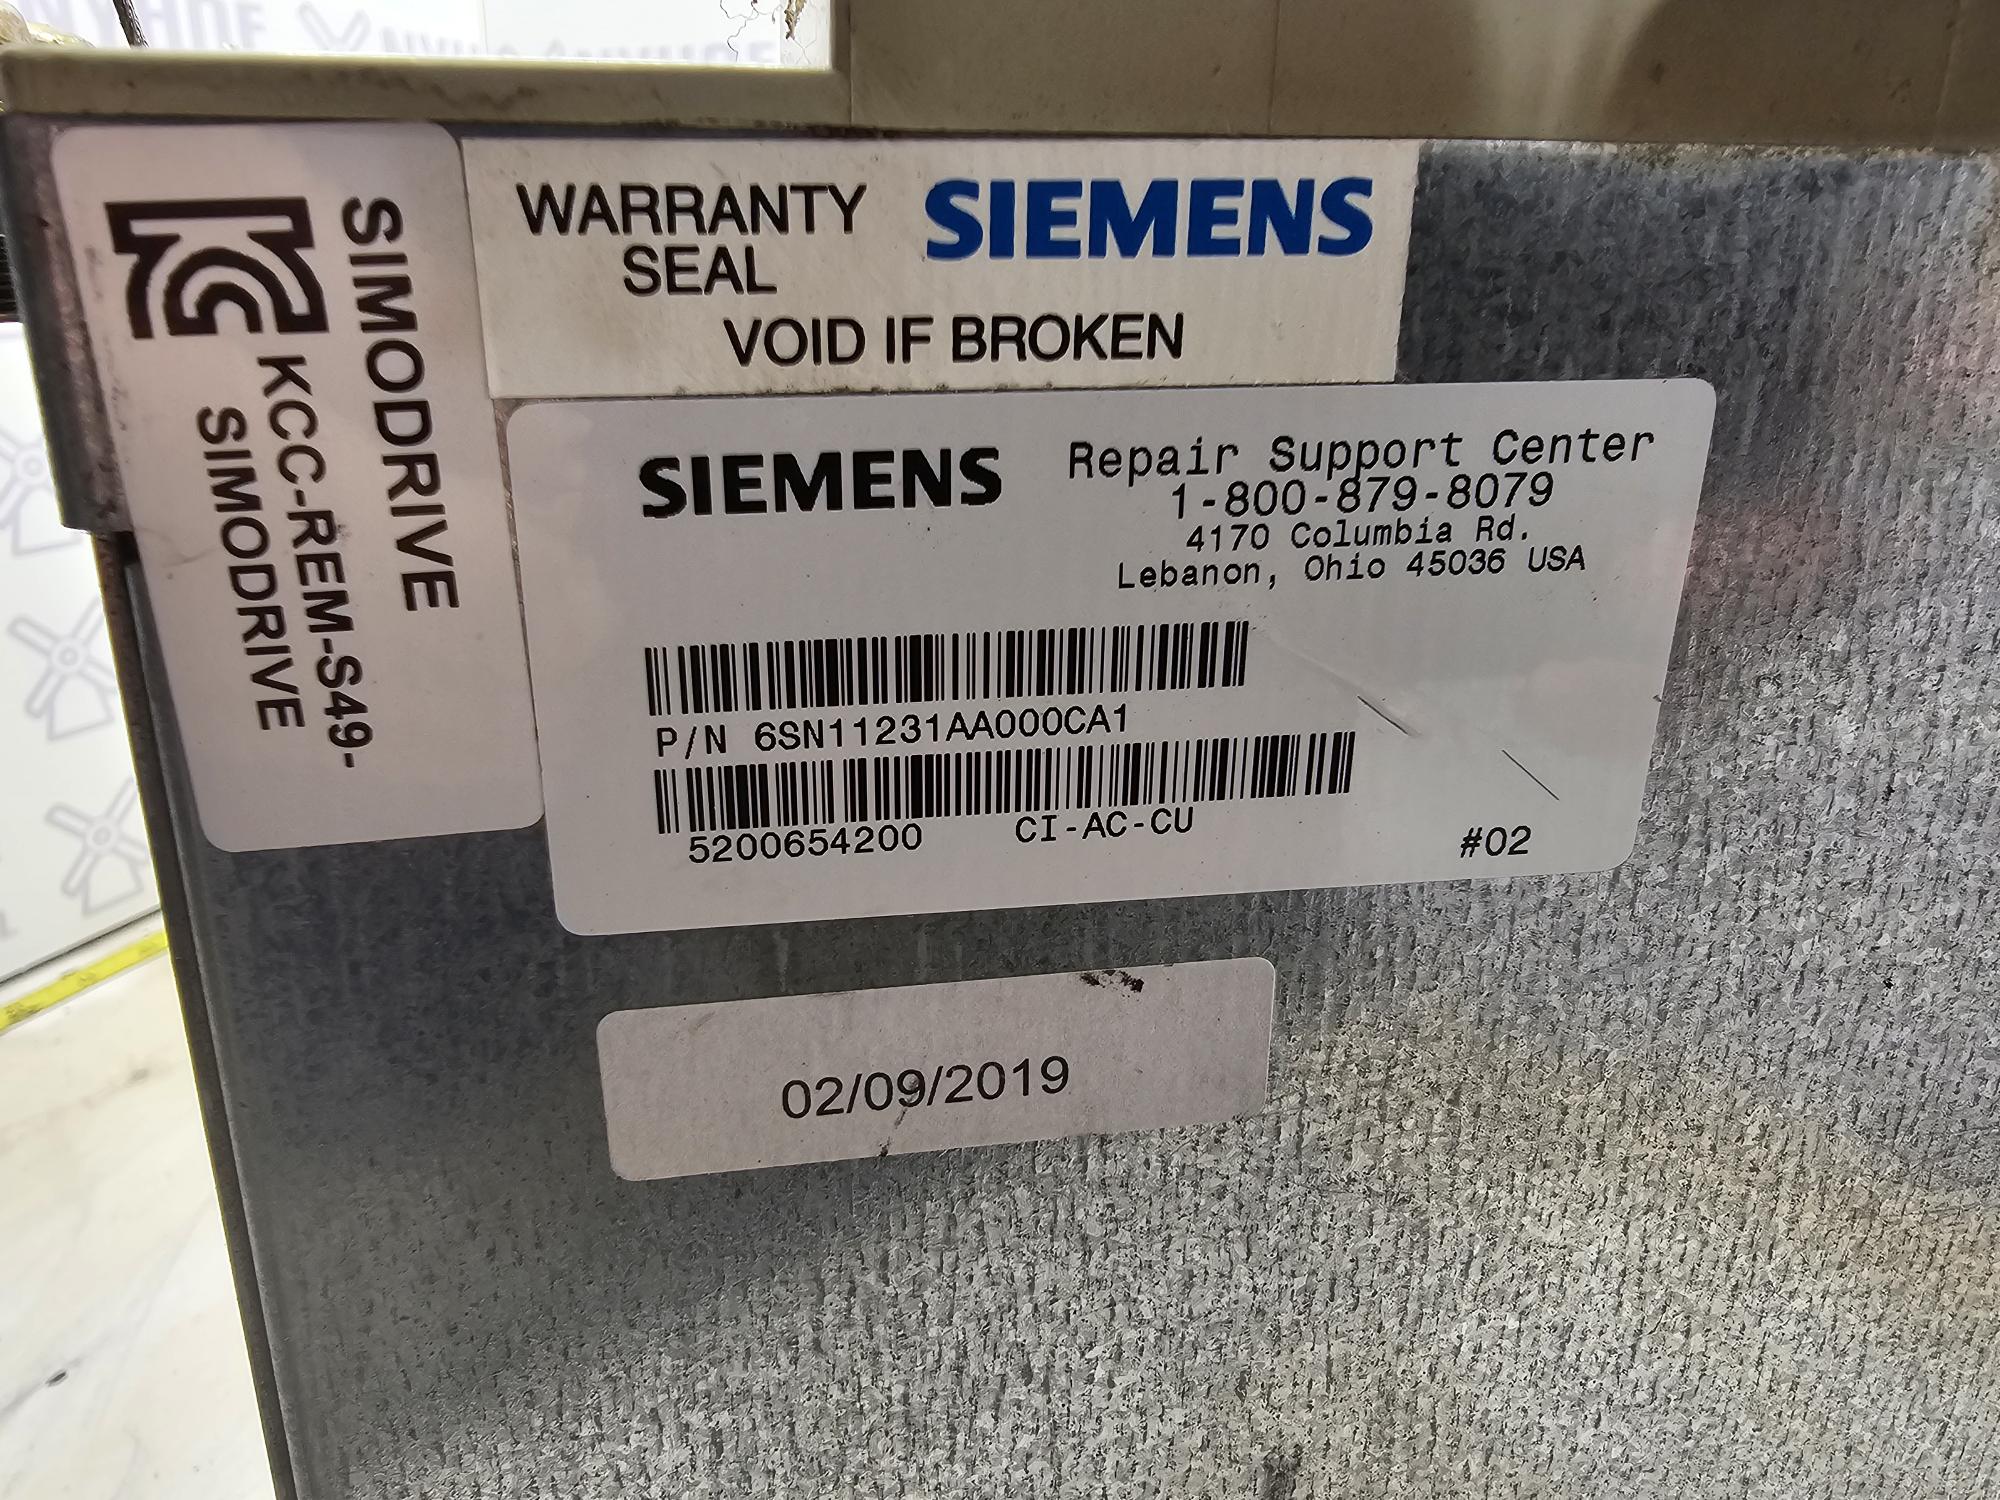 SIMODRIVE
KCC-REM-S49-
SIMODRIVE
WARRANTY
SEAL
SIEMENS
VOID IF BROKEN
SIEMENS
Repair Support Center
1-800-879-8079
4170 Columbia Rd.
Lebanon, Ohio 45036 USA
P/N 6SN11231AA000CA1
5200654200 CI-AC-CU #02
02/09/2019